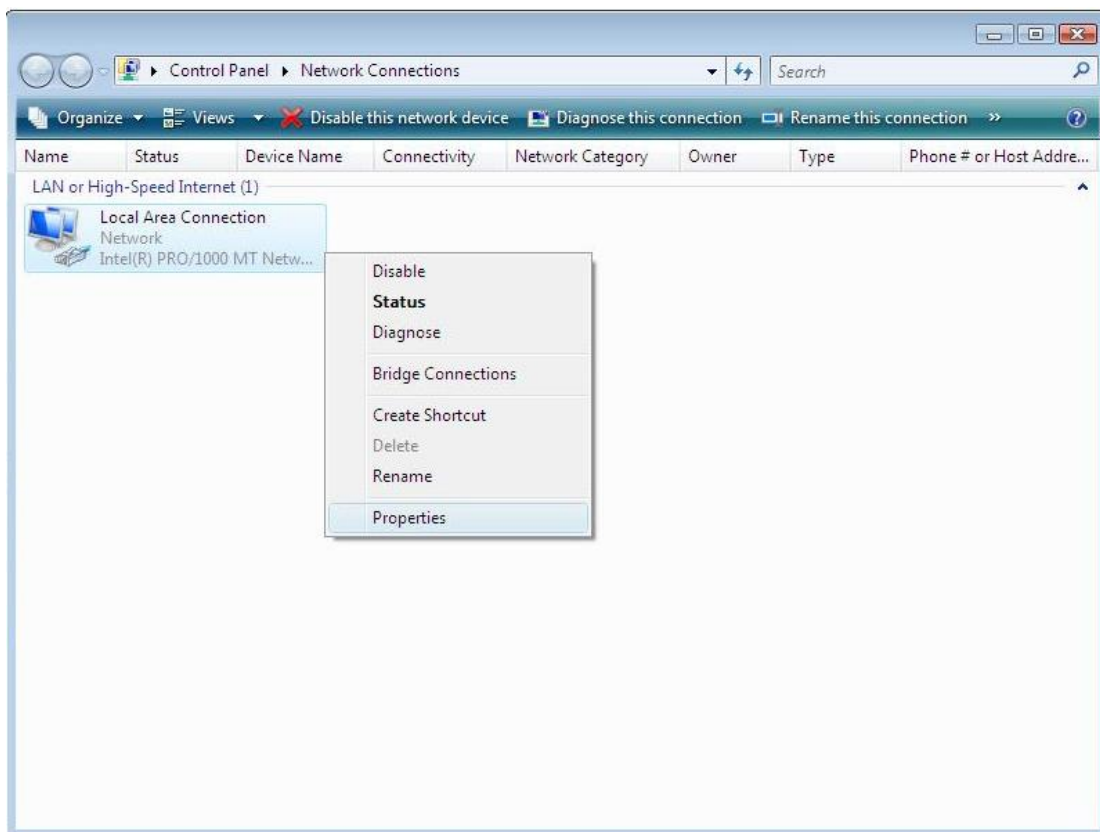 Control Panel Network Connections Search
Organize Views Disable this network device Diagnose this connection Rename this connection »
Name Status Device Name Connectivity Network Category Owner Type Phone # or Host Addre...
LAN or High-Speed Internet (1)
Local Area Connection
Network
Intel(R) PRO/1000 MT Netw...
Disable
Status
Diagnose
Bridge Connections
Create Shortcut
Delete
Rename
Properties